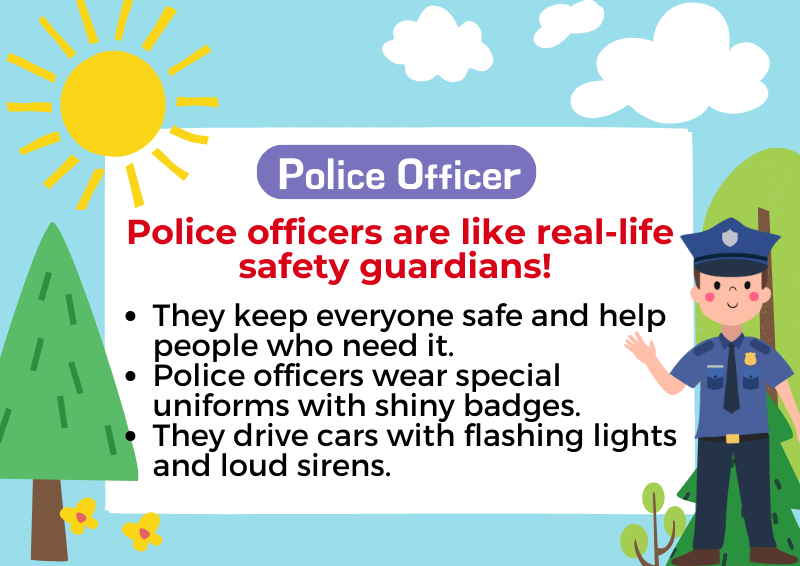 Police Officer
Police officers are like real-life
safety guardians!
• They keep everyone safe and help
people who need it.
• Police officers wear special
uniforms with shiny badges.
• They drive cars with flashing lights
and loud sirens.